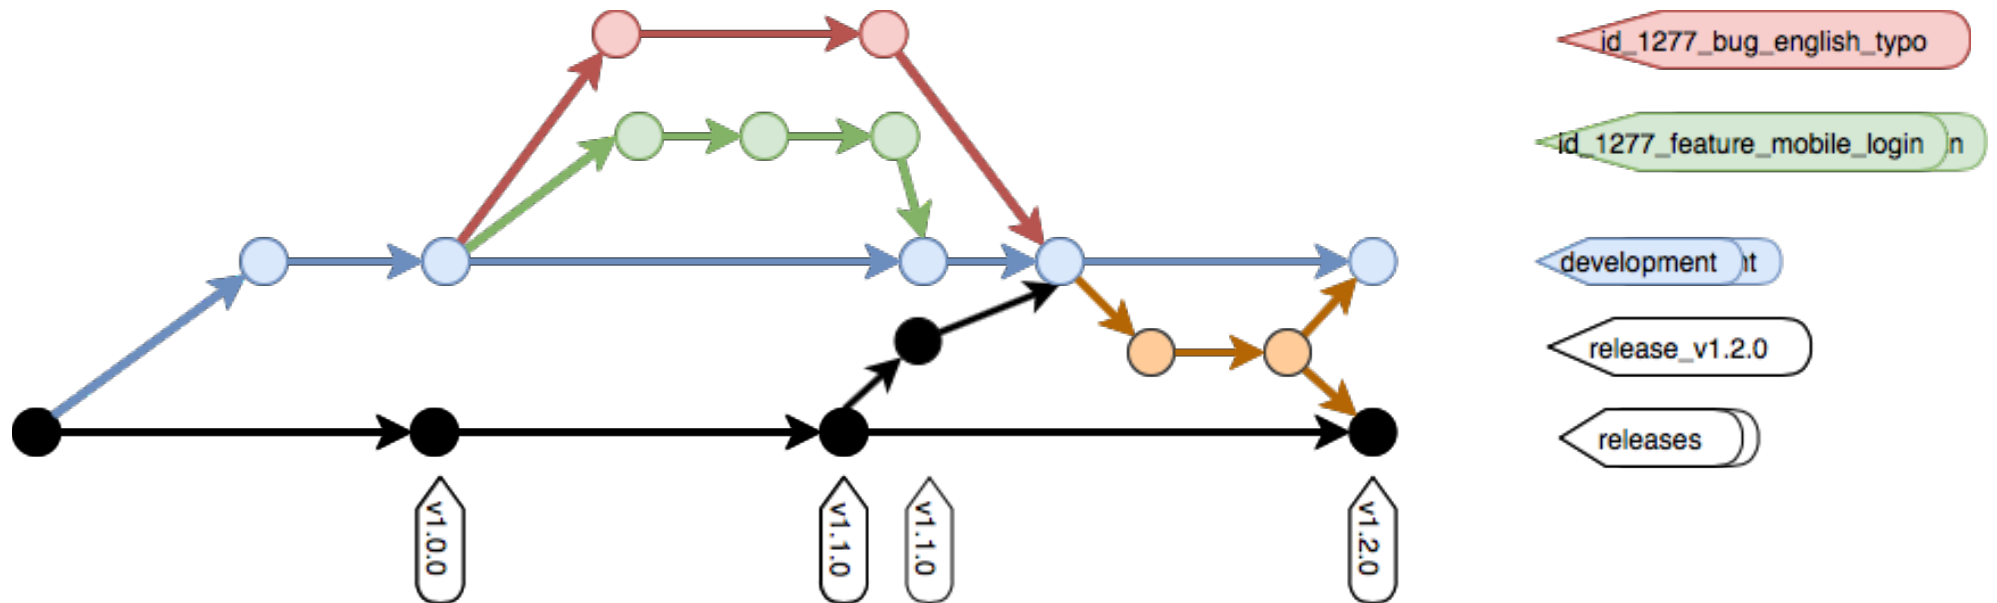 id_1277_bug_english_typo
id_1277_feature_mobile_login
n
development
nt
release_v1.2.0
releases
v1.0.0
v1.1.0
v1.1.0
v1.2.0